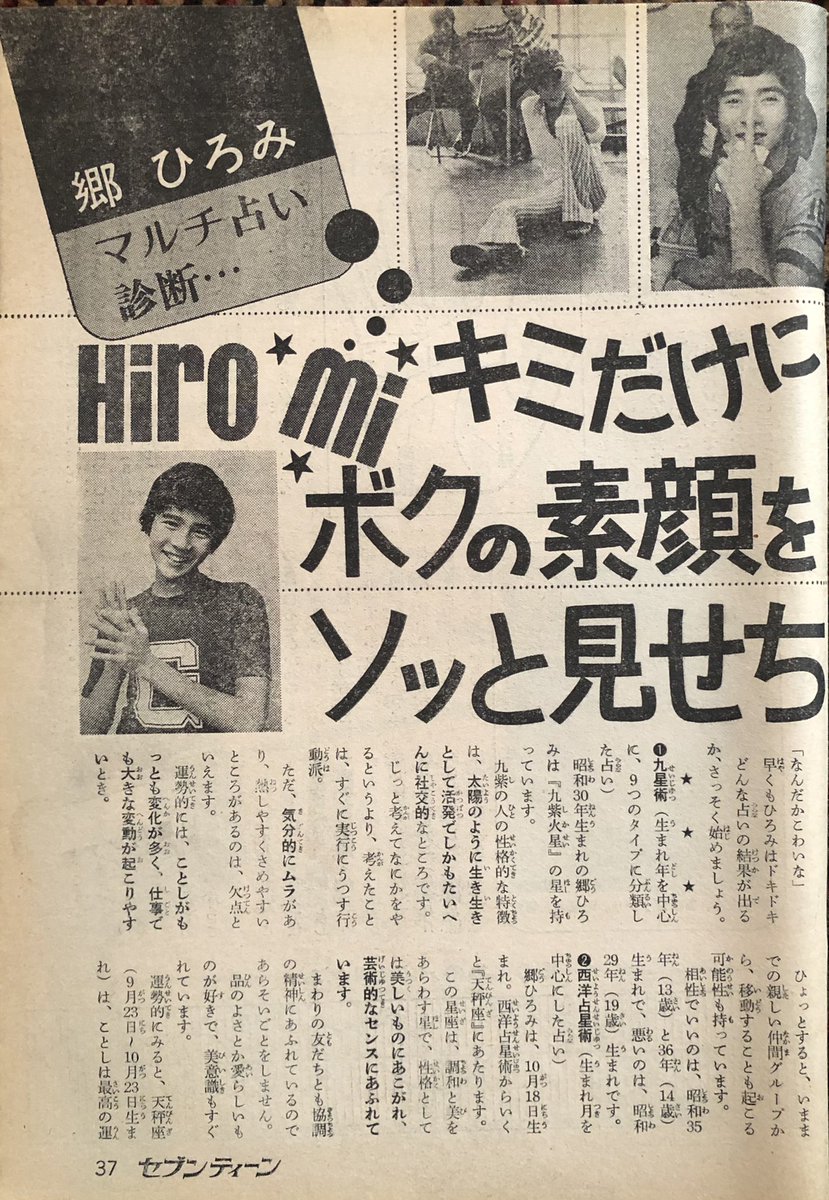 郷 ひろみ
マルチ占い
診断…
Hiromi
キミだけに
ボクの素顔を
ソッと見せち
「なんだかこわいな」
早くもひろみはドキドキ
どんな占いの結果が出る
か、さっそく始めましょう。
★ ★ ★
❶九星術（生まれ年を中心
に、9つのタイプに分類し
た占い）
昭和30年生まれの郷ひろ
みは『九紫火星』の星を持
っています。
九紫の人の性格的な特徴
は、太陽のように生き生き
として活発でしかもたいへ
んに社交的なところです。
じっと考えてなにかをや
るというより、考えたこと
は、すぐに実行にうつす行
動派。
ただ、気分的にムラがあ
り、熱しやすくさめやすい
ところがあるのは、欠点と
いえます。
運勢的には、ことしがも
っとも変化が多く、仕事で
も大きな変動が起こりやす
いとき。
ひょっとすると、いまま
での親しい仲間グループか
ら、移動することも起こる
可能性も持っています。
相性でいいのは、昭和35
年（13歳）と36年（14歳）
生まれで、悪いのは、昭和
29年（19歳）生まれです。
❷西洋占星術（生まれ月を
中心にした占い）
郷ひろみは、10月18日生
まれ。西洋占星術からいく
と『天秤座』にあたります。
この星座は、調和と美を
あらわす星で、性格として
は美しいものにあこがれ、
芸術的なセンスにあふれて
います。
まわりの友だちとも協調
の精神にあふれているので
あらそいごとをしません。
品のよさとか愛らしいも
のが好きで、美意識もすぐ
れています。
運勢的にみると、天秤座
（9月23日〜10月23日生ま
れ）は、ことしは最高の運
37 セブンティーン